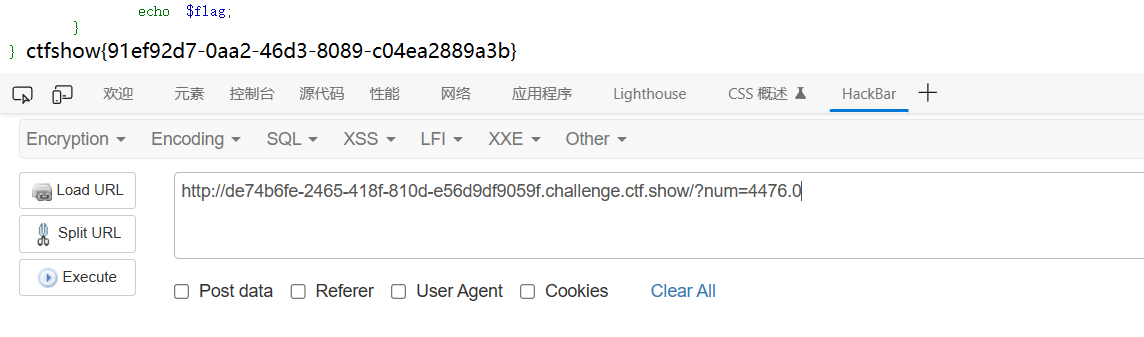 echo $flag;
}
} ctfshow{91ef92d7-0aa2-46d3-8089-c04ea2889a3b}
欢迎 元素 控制台 源代码 性能 网络 应用程序 Lighthouse CSS 概述 HackBar
Encryption Encoding SQL XSS LFI XXE Other
Load URL http://de74b6fe-2465-418f-810d-e56d9df9059f.challenge.ctf.show/?num=4476.0
Split URL
Execute
Post data Referer User Agent Cookies Clear All